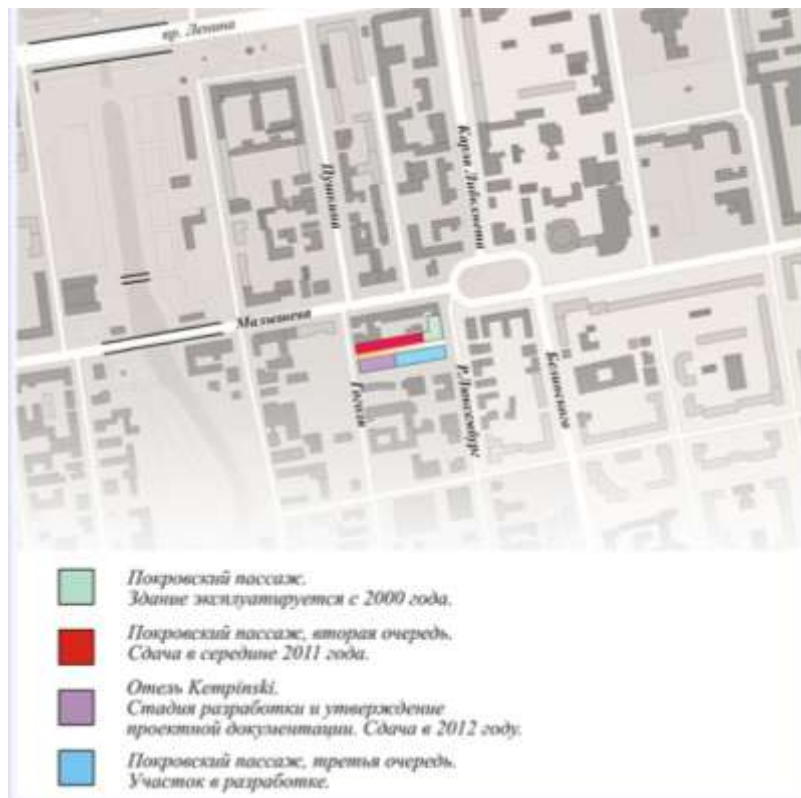 пр. Ленина
Пушкина
Карла Либкнехта
Малышева
Гоголя
Р.Люксембург
Белинского
Покровский пассаж.
Здание эксплуатируется с 2000 года.
Покровский пассаж, вторая очередь.
Сдача в середине 2011 года.
Отель Kempinski.
Стадия разработки и утверждение
проектной документации. Сдача в 2012 году.
Покровский пассаж, третья очередь.
Участок в разработке.